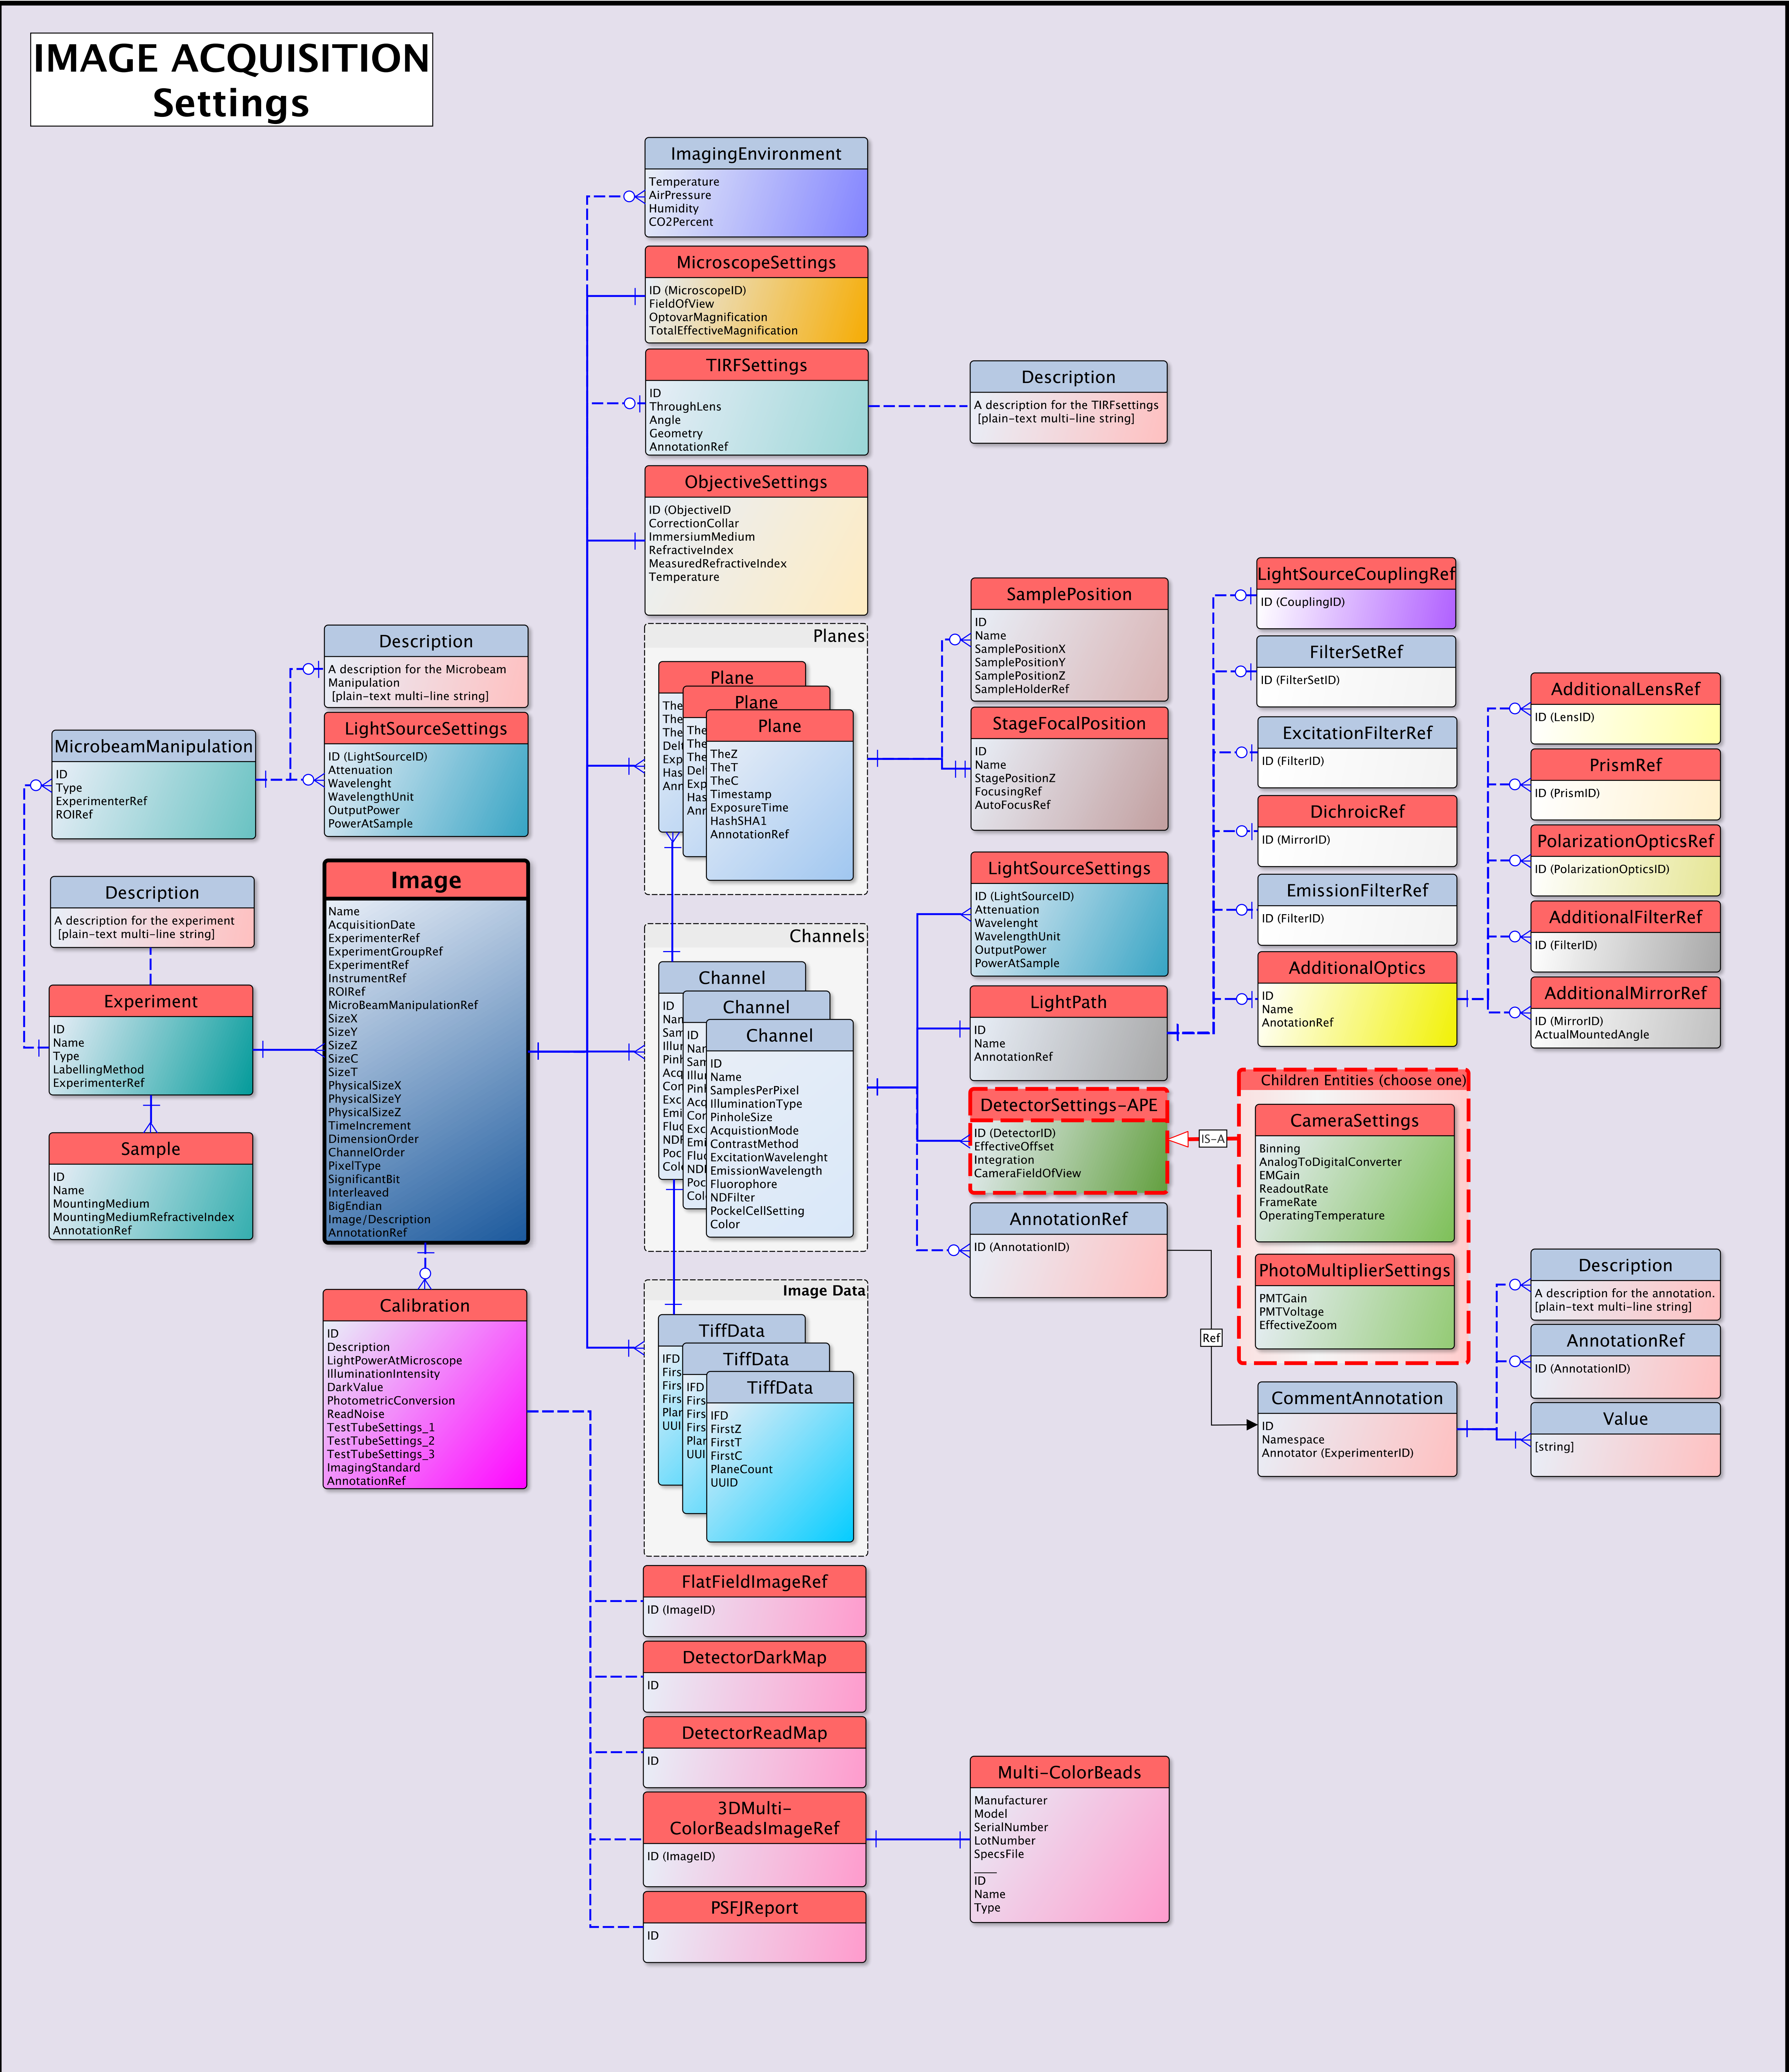 IMAGE ACQUISITION
Settings
ImagingEnvironment
Temperature
AirPressure
Humidity
CO2Percent
MicroscopeSettings
ID (MicroscopeID)
FieldOfView
OptovarMagnification
TotalEffectiveMagnification
TIRFSettings
ID
ThroughLens
Angle
Geometry
AnnotationRef
Description
A description for the TIRFsettings
[plain-text multi-line string]
ObjectiveSettings
ID (ObjectiveID
CorrectionCollar
ImmersiumMedium
RefractiveIndex
MeasuredRefractiveIndex
Temperature
Description
A description for the Microbeam
Manipulation
[plain-text multi-line string]
LightSourceSettings
ID (LightSourceID)
Attenuation
Wavelenght
WavelengthUnit
OutputPower
PowerAtSample
MicrobeamManipulation
ID
Type
ExperimenterRef
ROIRef
Description
A description for the experiment
[plain-text multi-line string]
Experiment
ID
Name
Type
LabellingMethod
ExperimenterRef
Sample
ID
Name
MountingMedium
MountingMediumRefractiveIndex
AnnotationRef
Image
Name
AcquisitionDate
ExperimenterRef
ExperimentGroupRef
ExperimentRef
InstrumentRef
ROIRef
MicroBeamManipulationRef
SizeX
SizeY
SizeZ
SizeC
SizeT
PhysicalSizeX
PhysicalSizeY
PhysicalSizeZ
TimeIncrement
DimensionOrder
ChannelOrder
PixelType
SignificantBit
Interleaved
BigEndian
Image/Description
AnnotationRef
Calibration
ID
Description
LightPowerAtMicroscope
IlluminationIntensity
DarkValue
PhotometricConversion
ReadNoise
TestTubeSettings_1
TestTubeSettings_2
TestTubeSettings_3
ImagingStandard
AnnotationRef
Planes
Plane
Plane
Plane
TheZ
TheT
TheC
Timestamp
ExposureTime
HashSHA1
AnnotationRef
Channels
Channel
Channel
Channel
ID
Name
SamplesPerPixel
IlluminationType
PinholeSize
AcquistionMode
ContrastMethod
ExcitationWavelenght
EmissionWavelength
Fluorophore
NDFilter
PockelCellSetting
Color
Image Data
TiffData
TiffData
TiffData
IFD
FirstZ
FirstT
FirstC
PlaneCount
UUID
FlatFieldImageRef
ID (ImageID)
DetectorDarkMap
ID
DetectorReadMap
ID
3DMulti-
ColorBeadsImageRef
ID (ImageID)
PSFJReport
ID
SamplePosition
ID
Name
SamplePositionX
SamplePositionY
SamplePositionZ
SampleHolderRef
StageFocalPosition
ID
Name
StagePositionZ
FocusingRef
AutoFocusRef
LightSourceSettings
ID (LightSourceID)
Attenuation
Wavelenght
WavelengthUnit
OutputPower
PowerAtSample
LightPath
ID
Name
AnnotationRef
DetectorSettings-APE
ID (DetectorID)
EffectiveOffset
Integration
CameraFieldOfView
IS-A
AnnotationRef
ID (AnnotationID)
Ref
Multi-ColorBeads
Manufacturer
Model
SerialNumber
LotNumber
SpecsFile
____
ID
Name
Type
LightSourceCouplingRef
ID (CouplingID)
FilterSetRef
ID (FilterSetID)
ExcitationFilterRef
ID (FilterID)
DichroicRef
ID (MirrorID)
EmissionFilterRef
ID (FilterID)
AdditionalOptics
ID
Name
AnotationRef
Children Entities (choose one)
CameraSettings
Binning
AnalogToDigitalConverter
EMGain
ReadoutRate
FrameRate
OperatingTemperature
PhotoMultiplierSettings
PMTGain
PMTVoltage
EffectiveZoom
CommentAnnotation
ID
Namespace
Annotator (ExperimenterID)
AdditionalLensRef
ID (LensID)
PrismRef
ID (PrismID)
PolarizationOpticsRef
ID (PolarizationOpticsID)
AdditionalFilterRef
ID (FilterID)
AdditionalMirrorRef
ID (MirrorID)
ActualMountedAngle
Description
A description for the annotation.
[plain-text multi-line string]
AnnotationRef
ID (AnnotationID)
Value
[string]